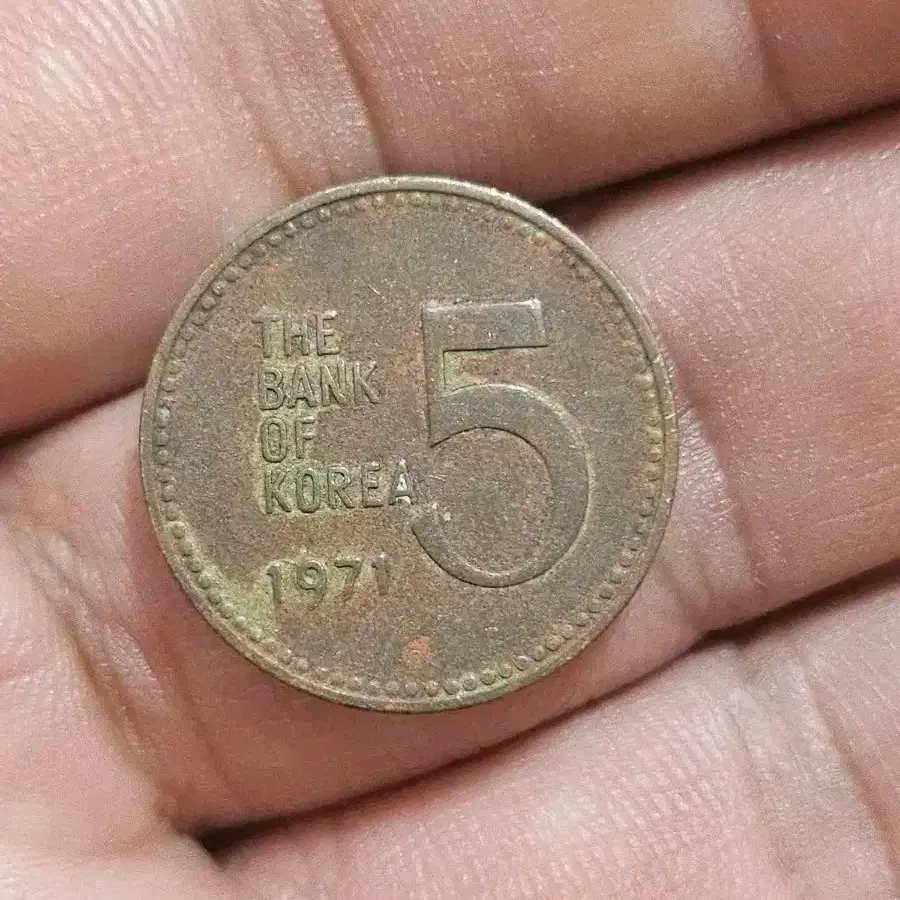 THE
BANK
OF
KOREA
1971
5